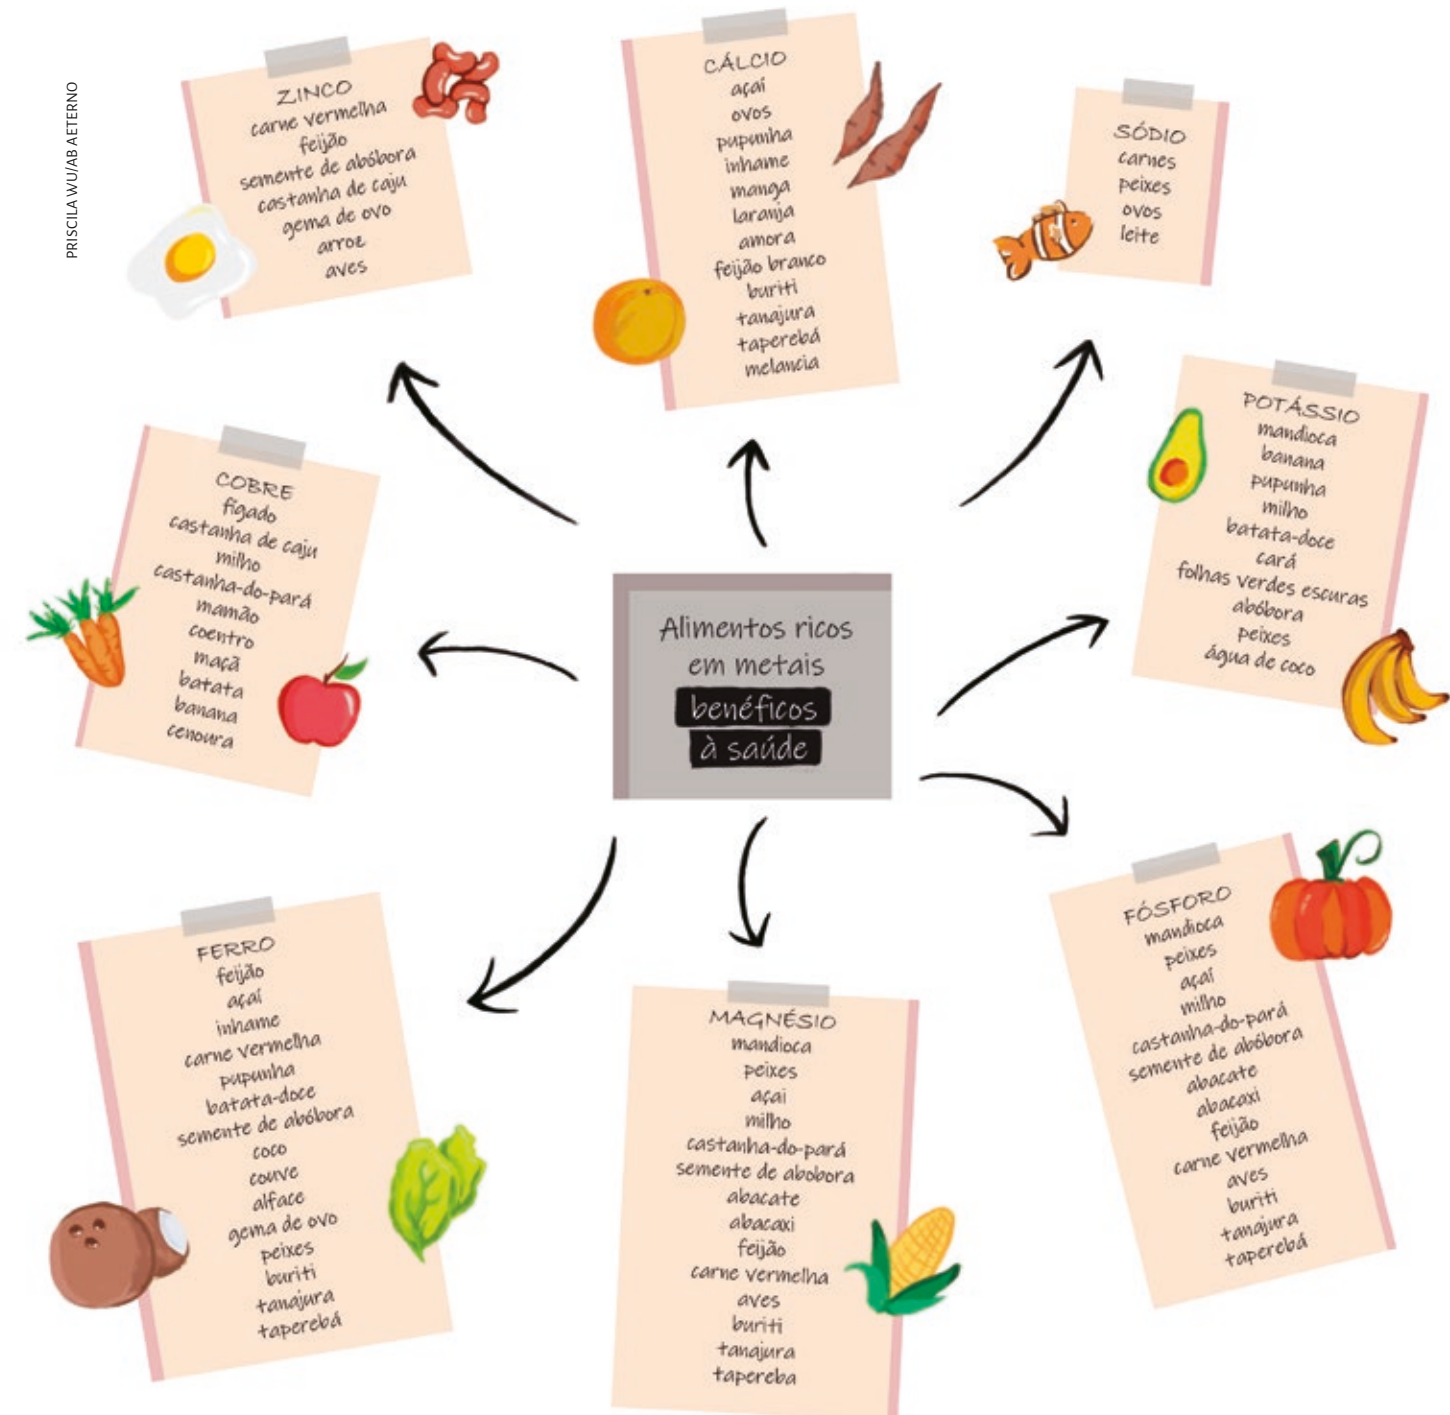 PRISCILA WU/AB AETERNO
ZINCO
carne vermelha
feijão
semente de abóbora
castanha de caju
gema de ovo
arroz
aves
CÁLCIO
açaí
ovos
pupunha
inhame
manga
laranja
amora
feijão branco
buriti
tanajura
taperebá
melancia
SÓDIO
carnes
peixes
ovos
leite
POTÁSSIO
mandioca
banana
pupunha
milho
batata-doce
cará
folhas verdes escuras
abóbora
peixes
água de coco
COBRE
fígado
castanha de caju
milho
castanha-do-pará
mamão
coentro
maçã
batata
banana
cenoura
Alimentos ricos
em metais
benéficos
à saúde
FERRO
feijão
açaí
inhame
carne vermelha
pupunha
batata-doce
semente de abóbora
coco
couve
alface
gema de ovo
peixes
buriti
tanajura
taperebá
MAGNÉSIO
mandioca
peixes
açaí
milho
castanha-do-pará
semente de abobora
abacate
abacaxi
feijão
carne vermelha
aves
buriti
tanajura
tapereba
FÓSFORO
mandioca
peixes
açaí
milho
castanha-do-pará
semente de abóbora
abacate
abacaxi
feijão
carne vermelha
aves
buriti
tanajura
taperebá